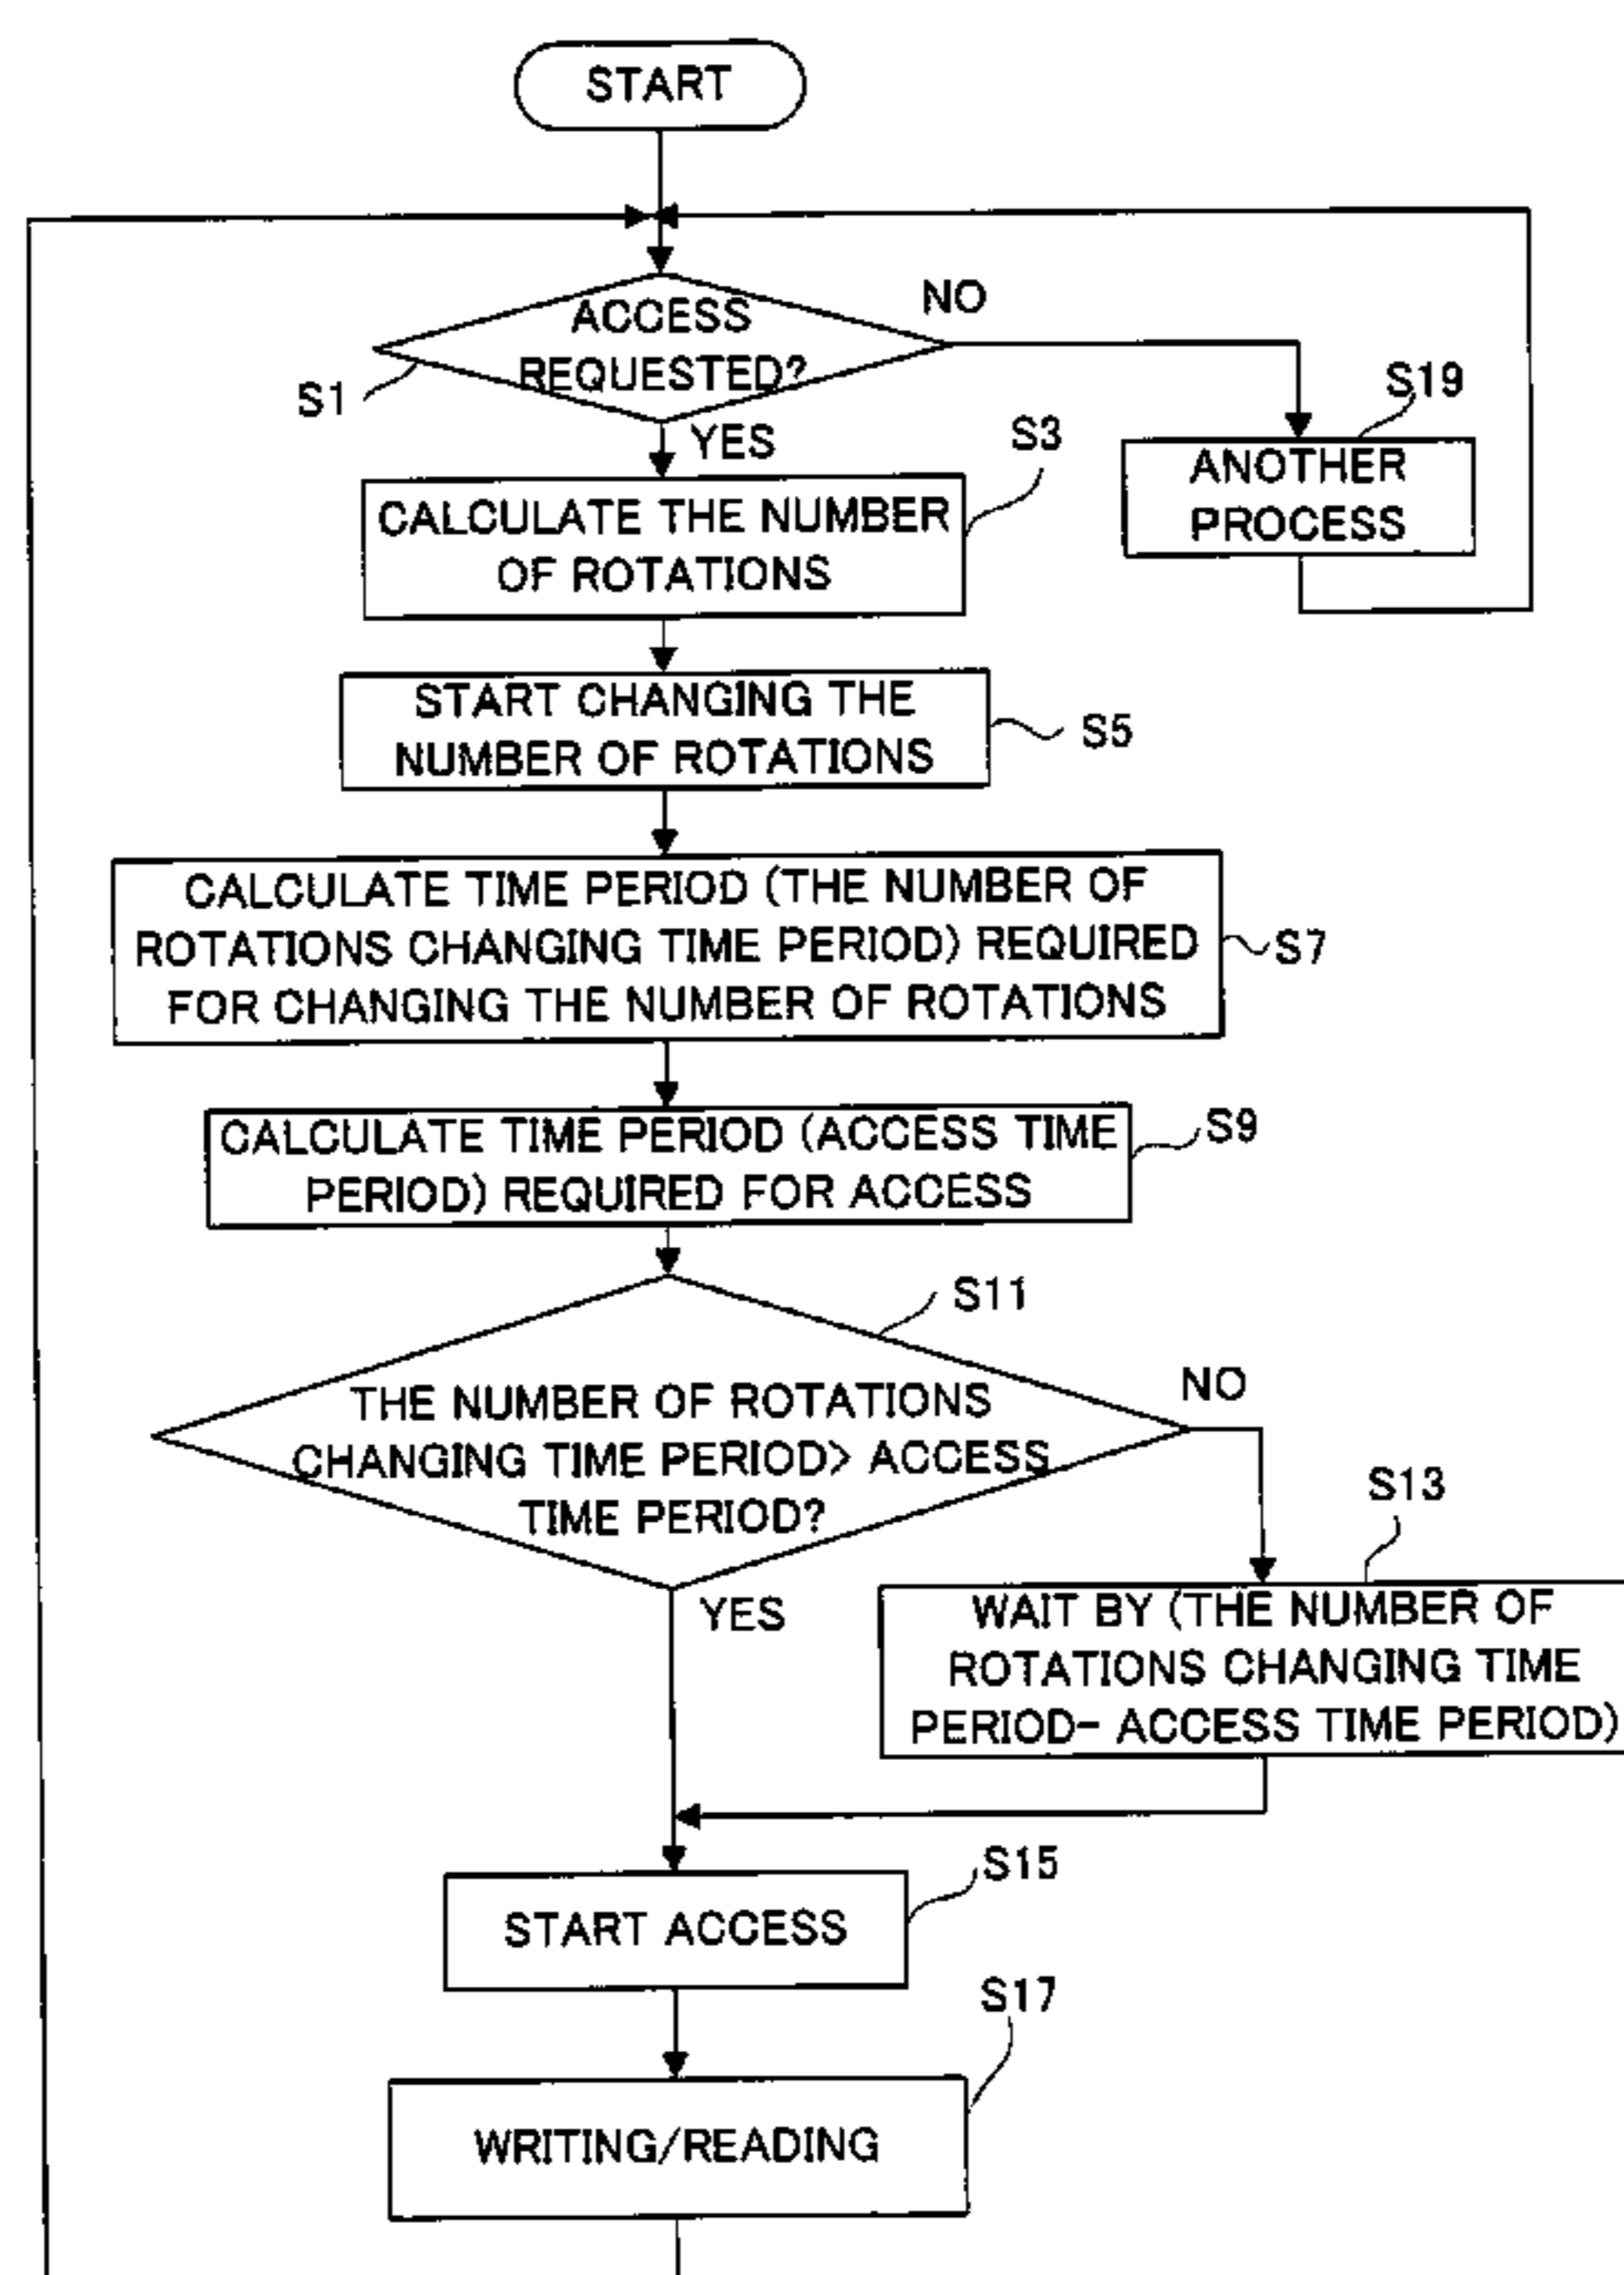 START
ACCESS
REQUESTED?
NO
S1
YES
S19
ANOTHER
PROCESS
S3
CALCULATE THE NUMBER
OF ROTATIONS
START CHANGING THE
NUMBER OF ROTATIONS
S5
CALCULATE TIME PERIOD (THE NUMBER OF
ROTATIONS CHANGING TIME PERIOD) REQUIRED
FOR CHANGING THE NUMBER OF ROTATIONS
S7
CALCULATE TIME PERIOD (ACCESS TIME
PERIOD) REQUIRED FOR ACCESS
S9
S11
THE NUMBER OF ROTATIONS
CHANGING TIME PERIOD> ACCESS
TIME PERIOD?
NO
YES
S13
WAIT BY (THE NUMBER OF
ROTATIONS CHANGING TIME
PERIOD- ACCESS TIME PERIOD)
S15
START ACCESS
S17
WRITING/READING